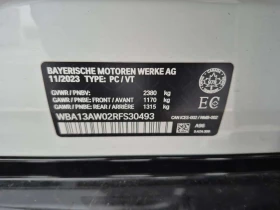 BAYERISCHE MOTOREN WERKE AG
11/2023 TYPE: PC / VT
GVWR / PNBV: 2380 kg
GAWR FRONT / PNBE AVANT 1170 kg
GAWR REAR / PNBE ARRIÈRE 1315 kg
WBA13AW02RFS30493
EC